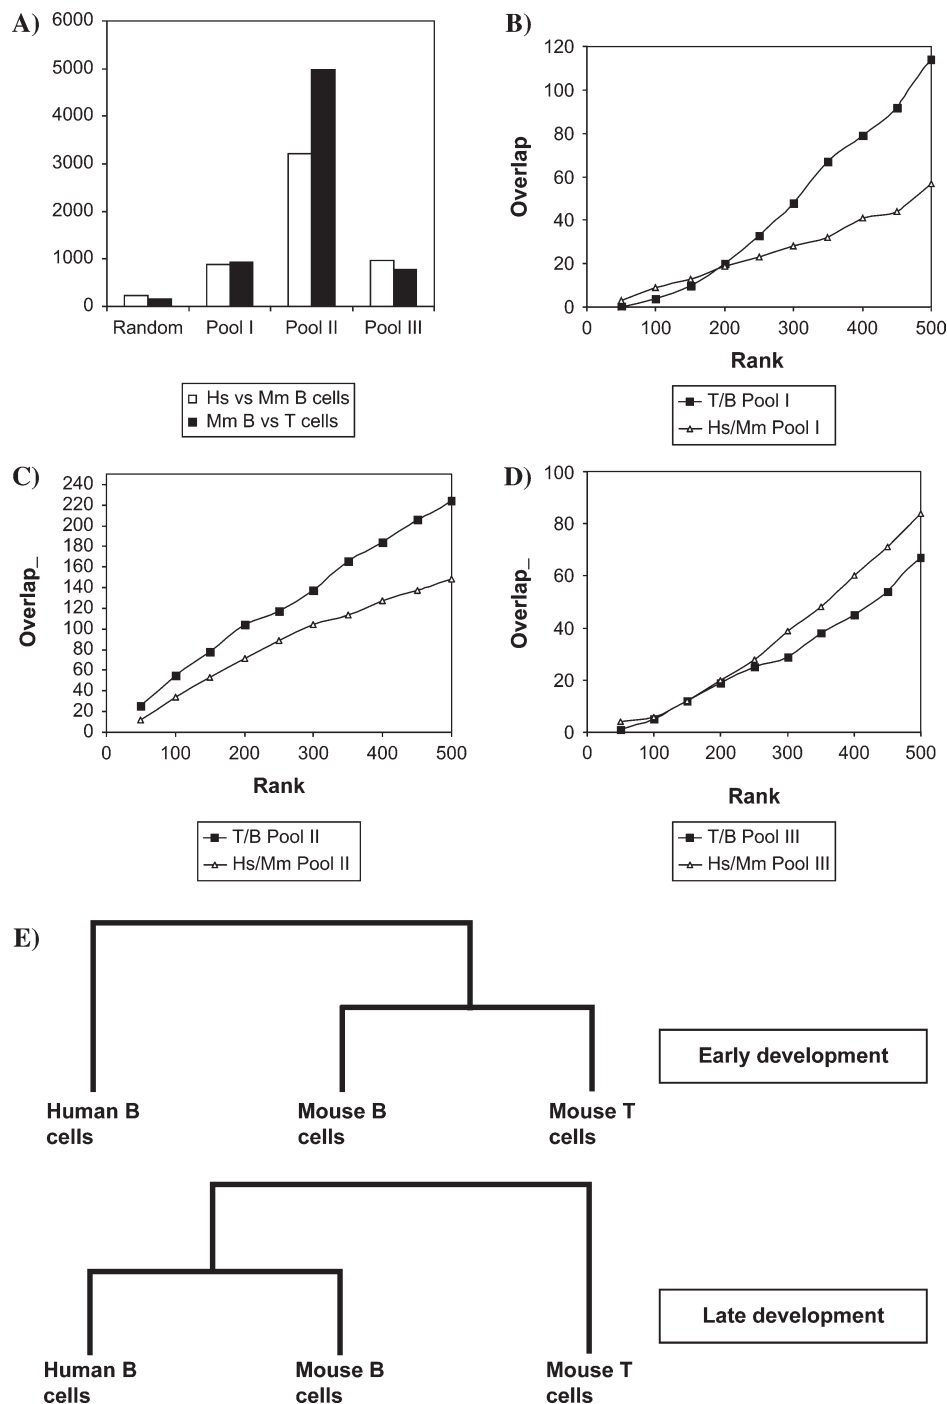 A)
6000
5000
4000
3000
2000
1000
0
Random Pool I Pool II Pool III
Hs vs Mm B cells
Mm B vs T cells
B)
120
100
80
60
40
20
0
0 100 200 300 400 500
Overlap
Rank
T/B Pool I
Hs/Mm Pool I
C)
240
220
200
180
160
140
120
100
80
60
40
20
0
0 100 200 300 400 500
Overlap_
Rank
T/B Pool II
Hs/Mm Pool II
D)
100
80
60
40
20
0
0 100 200 300 400 500
Overlap_
Rank
T/B Pool III
Hs/Mm Pool III
E)
Early development
Human B Mouse B Mouse T
cells cells cells
Late development
Human B Mouse B Mouse T
cells cells cells